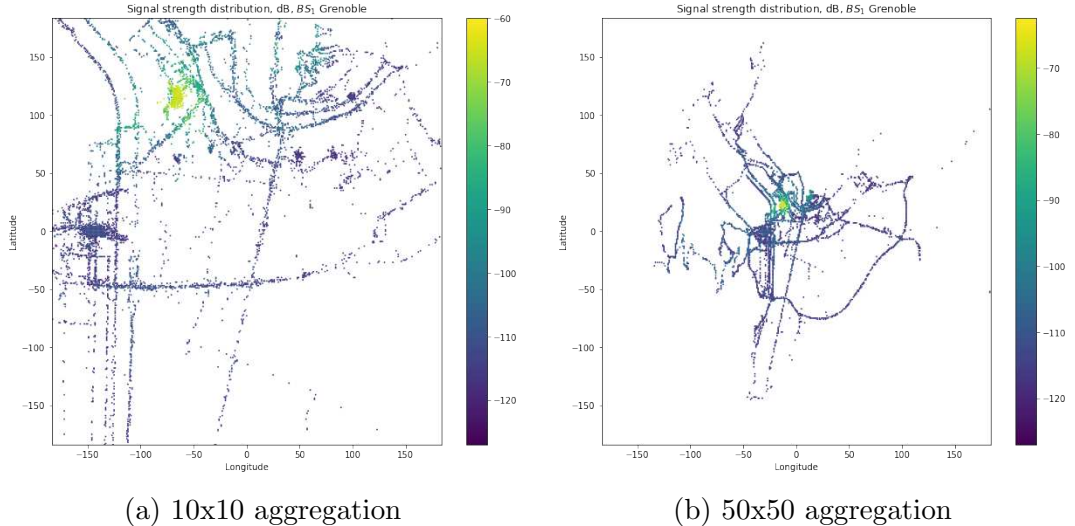 Signal strength distribution, dB, BS₁ Grenoble
150
100
50
0
−50
−100
−150
Latitude
−150 −100 −50 0 50 100 150
Longitude
−60
−70
−80
−90
−100
−110
−120
(a) 10x10 aggregation
Signal strength distribution, dB, BS₁ Grenoble
150
100
50
0
−50
−100
−150
Latitude
−150 −100 −50 0 50 100 150
Longitude
−70
−80
−90
−100
−110
−120
(b) 50x50 aggregation